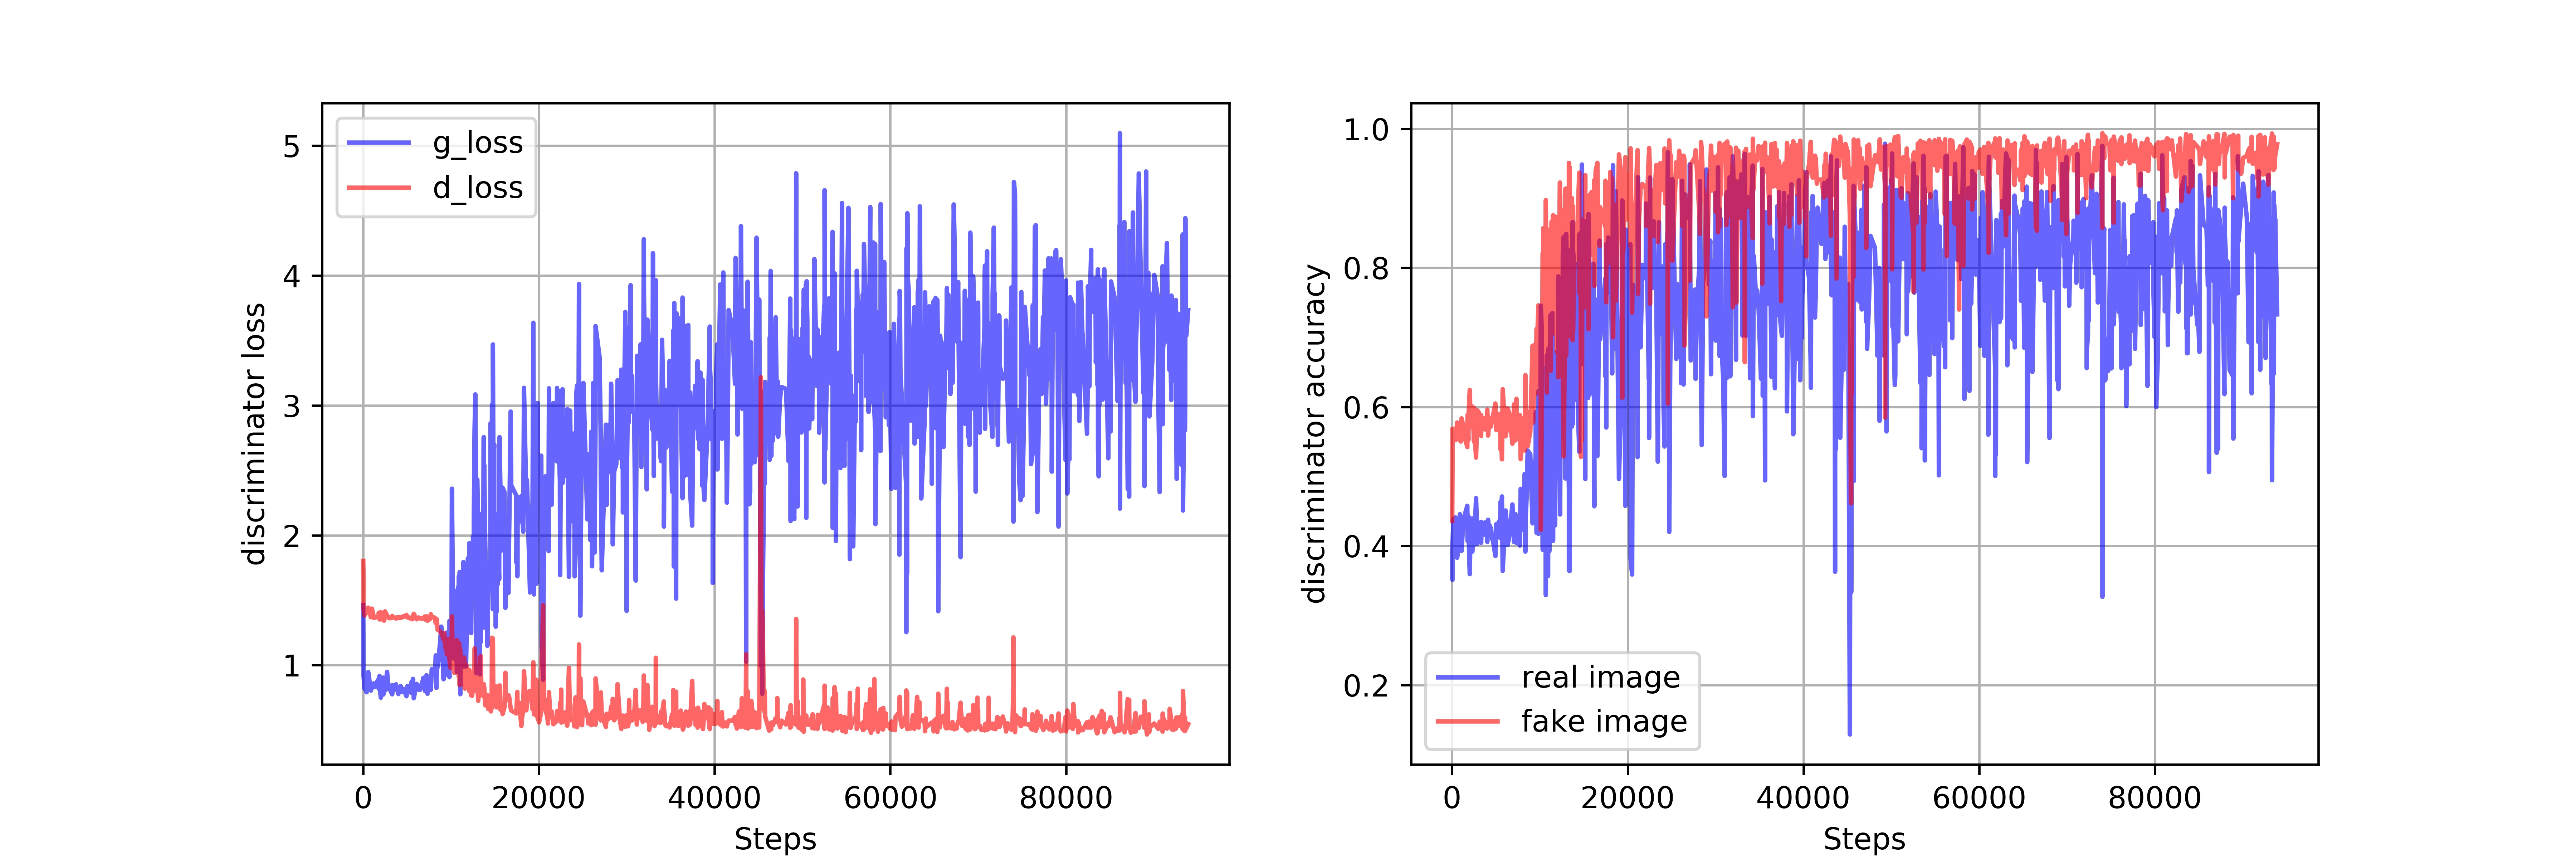 g_loss
d_loss
5
4
3
2
1
discriminator loss
0 20000 40000 60000 80000
Steps
1.0
0.8
0.6
0.4
0.2
discriminator accuracy
real image
fake image
0 20000 40000 60000 80000
Steps